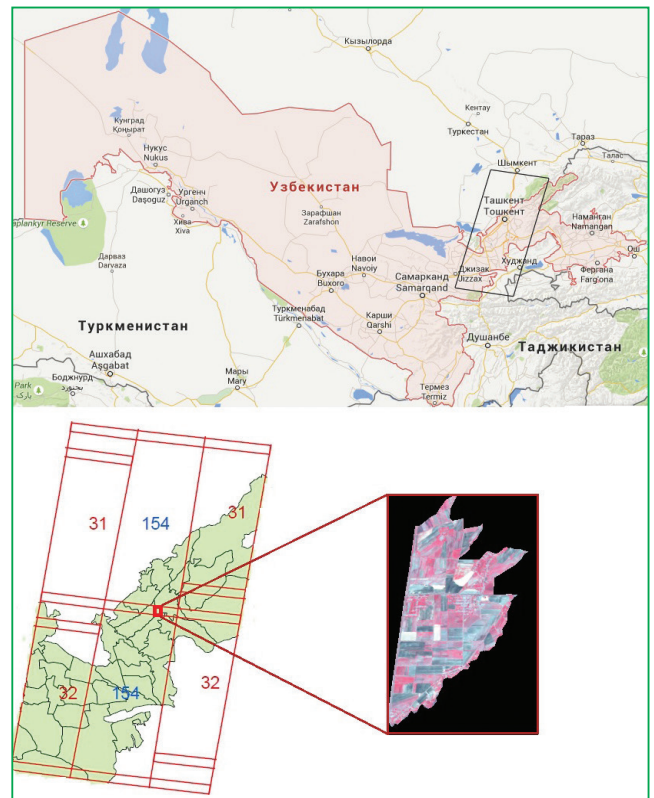 Кызылорда
Кентау
Туркестан
Тараз
Талас
Шымкент
Кунград
Қоңырат
Нукус
Nukus
Узбекистан
Ташкент
Тошкент
Дашогуз
Daşoguz
Ургенч
Urganch
Хива
Xiva
Зарафшан
Zarafshon
Наманган
Namangan
aplankyr Reserve
Дарваз
Darvaza
Навои
Navoiy
Бухара
Buxoro
Самарканд
Samarqand
Джизак
Jizzax
Худжанд
Ош
Фергана
Farg'ona
Туркменабад
Türkmenabat
Карши
Qarshi
Туркменистан
Душанбе
Таджикистан
Ашхабад
Aşgabat
Боджнурд
بجنورد
Мары
Mary
Термез
Termiz
Park
پارک
31
154
31
32
154
32